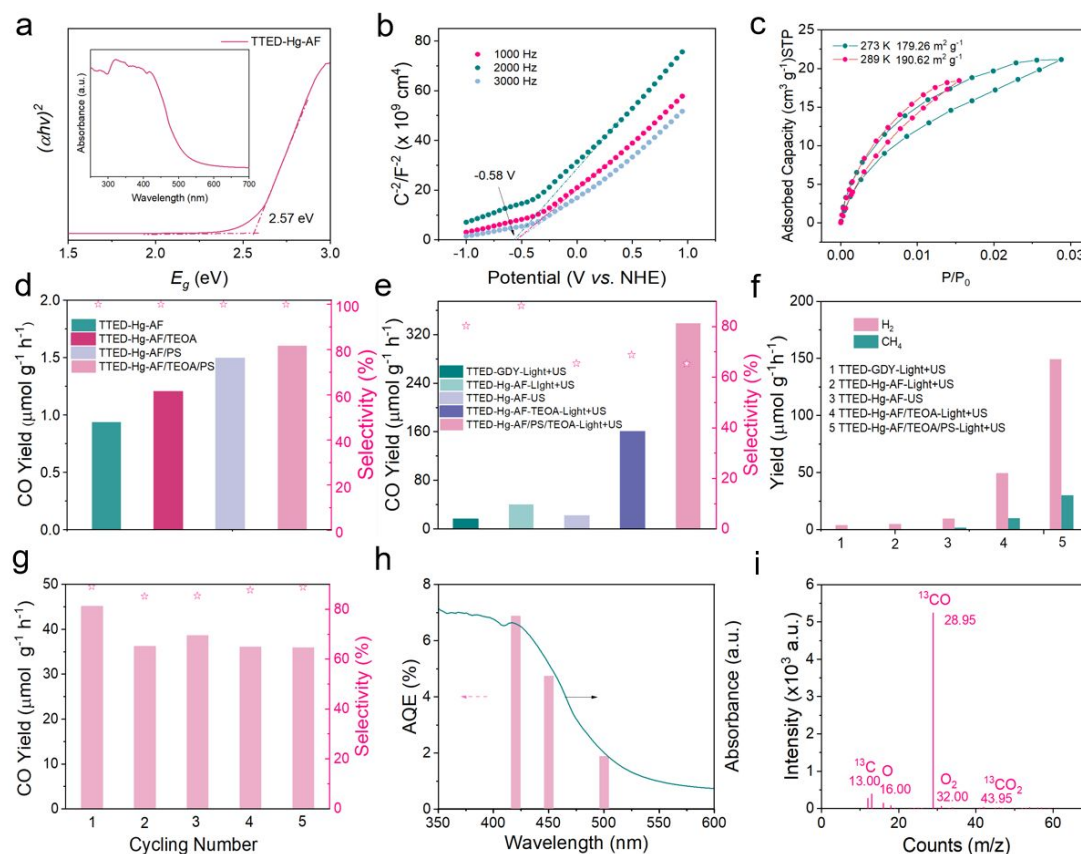 a
TTED-Hg-AF
(αhν)²
Absorbance (a.u.)
300 400 500 600 700
Wavelength (nm)
2.57 eV
1.5 2.0 2.5 3.0
Eg (eV)
b
1000 Hz
2000 Hz
3000 Hz
C⁻²/F⁻² (x 10⁹ cm⁴)
80
60
40
20
0
-0.58 V
-1.0 -0.5 0.0 0.5 1.0
Potential (V vs. NHE)
c
273 K 179.26 m² g⁻¹
289 K 190.62 m² g⁻¹
Adsorbed Capacity (cm³ g⁻¹)STP
25
20
15
10
5
0
0.00 0.01 0.02 0.03
P/P₀
d
TTED-Hg-AF
TTED-Hg-AF/TEOA
TTED-Hg-AF/PS
TTED-Hg-AF/TEOA/PS
CO Yield (μmol g⁻¹ h⁻¹)
2.0
1.5
1.0
0.5
0.0
Selectivity (%)
100
80
60
40
20
0
e
TTED-GDY-Light+US
TTED-Hg-AF-LIght+US
TTED-Hg-AF-US
TTED-Hg-AF-TEOA-Light+US
TTED-Hg-AF/PS/TEOA-Light+US
CO Yield (μmol g⁻¹ h⁻¹)
360
270
180
90
0
Selectivity (%)
80
60
40
20
0
f
H₂
CH₄
1 TTED-GDY-Light+US
2 TTED-Hg-AF-Light+US
3 TTED-Hg-AF-US
4 TTED-Hg-AF/TEOA-Light+US
5 TTED-Hg-AF/TEOA/PS-Light+US
Yield (μmol g⁻¹h⁻¹)
200
150
100
50
0
1 2 3 4 5
g
CO Yield (μmol g⁻¹ h⁻¹)
50
45
40
35
30
25
20
15
10
5
0
Selectivity (%)
80
60
40
20
0
1 2 3 4 5
Cycling Number
h
AQE (%)
8
6
4
2
0
Absorbance (a.u.)
350 400 450 500 550 600
Wavelength (nm)
i
Intensity (x10³ a.u.)
6
5
4
3
2
1
0
¹³CO
28.95
¹³C
13.00
O
16.00
O₂
32.00
¹³CO₂
43.95
0 20 40 60
Counts (m/z)